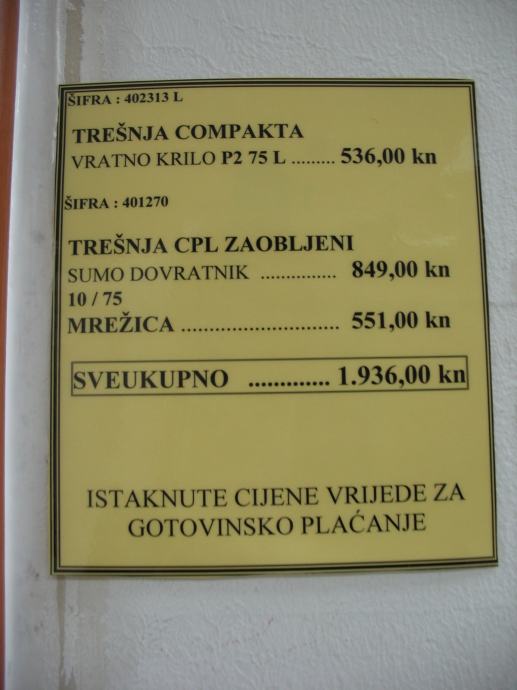 ŠIFRA : 402313 L
TREŠNJA COMPAKTA
VRATNO KRILO P2 75 L ......... 536,00 kn
ŠIFRA : 401270
TREŠNJA CPL ZAOBLJENI
SUMO DOVRATNIK ............... 849,00 kn
10 / 75
MREŽICA ............................. 551,00 kn
SVEUKUPNO ............. 1.936,00 kn
ISTAKNUTE CIJENE VRIJEDE ZA
GOTOVINSKO PLAĆANJE